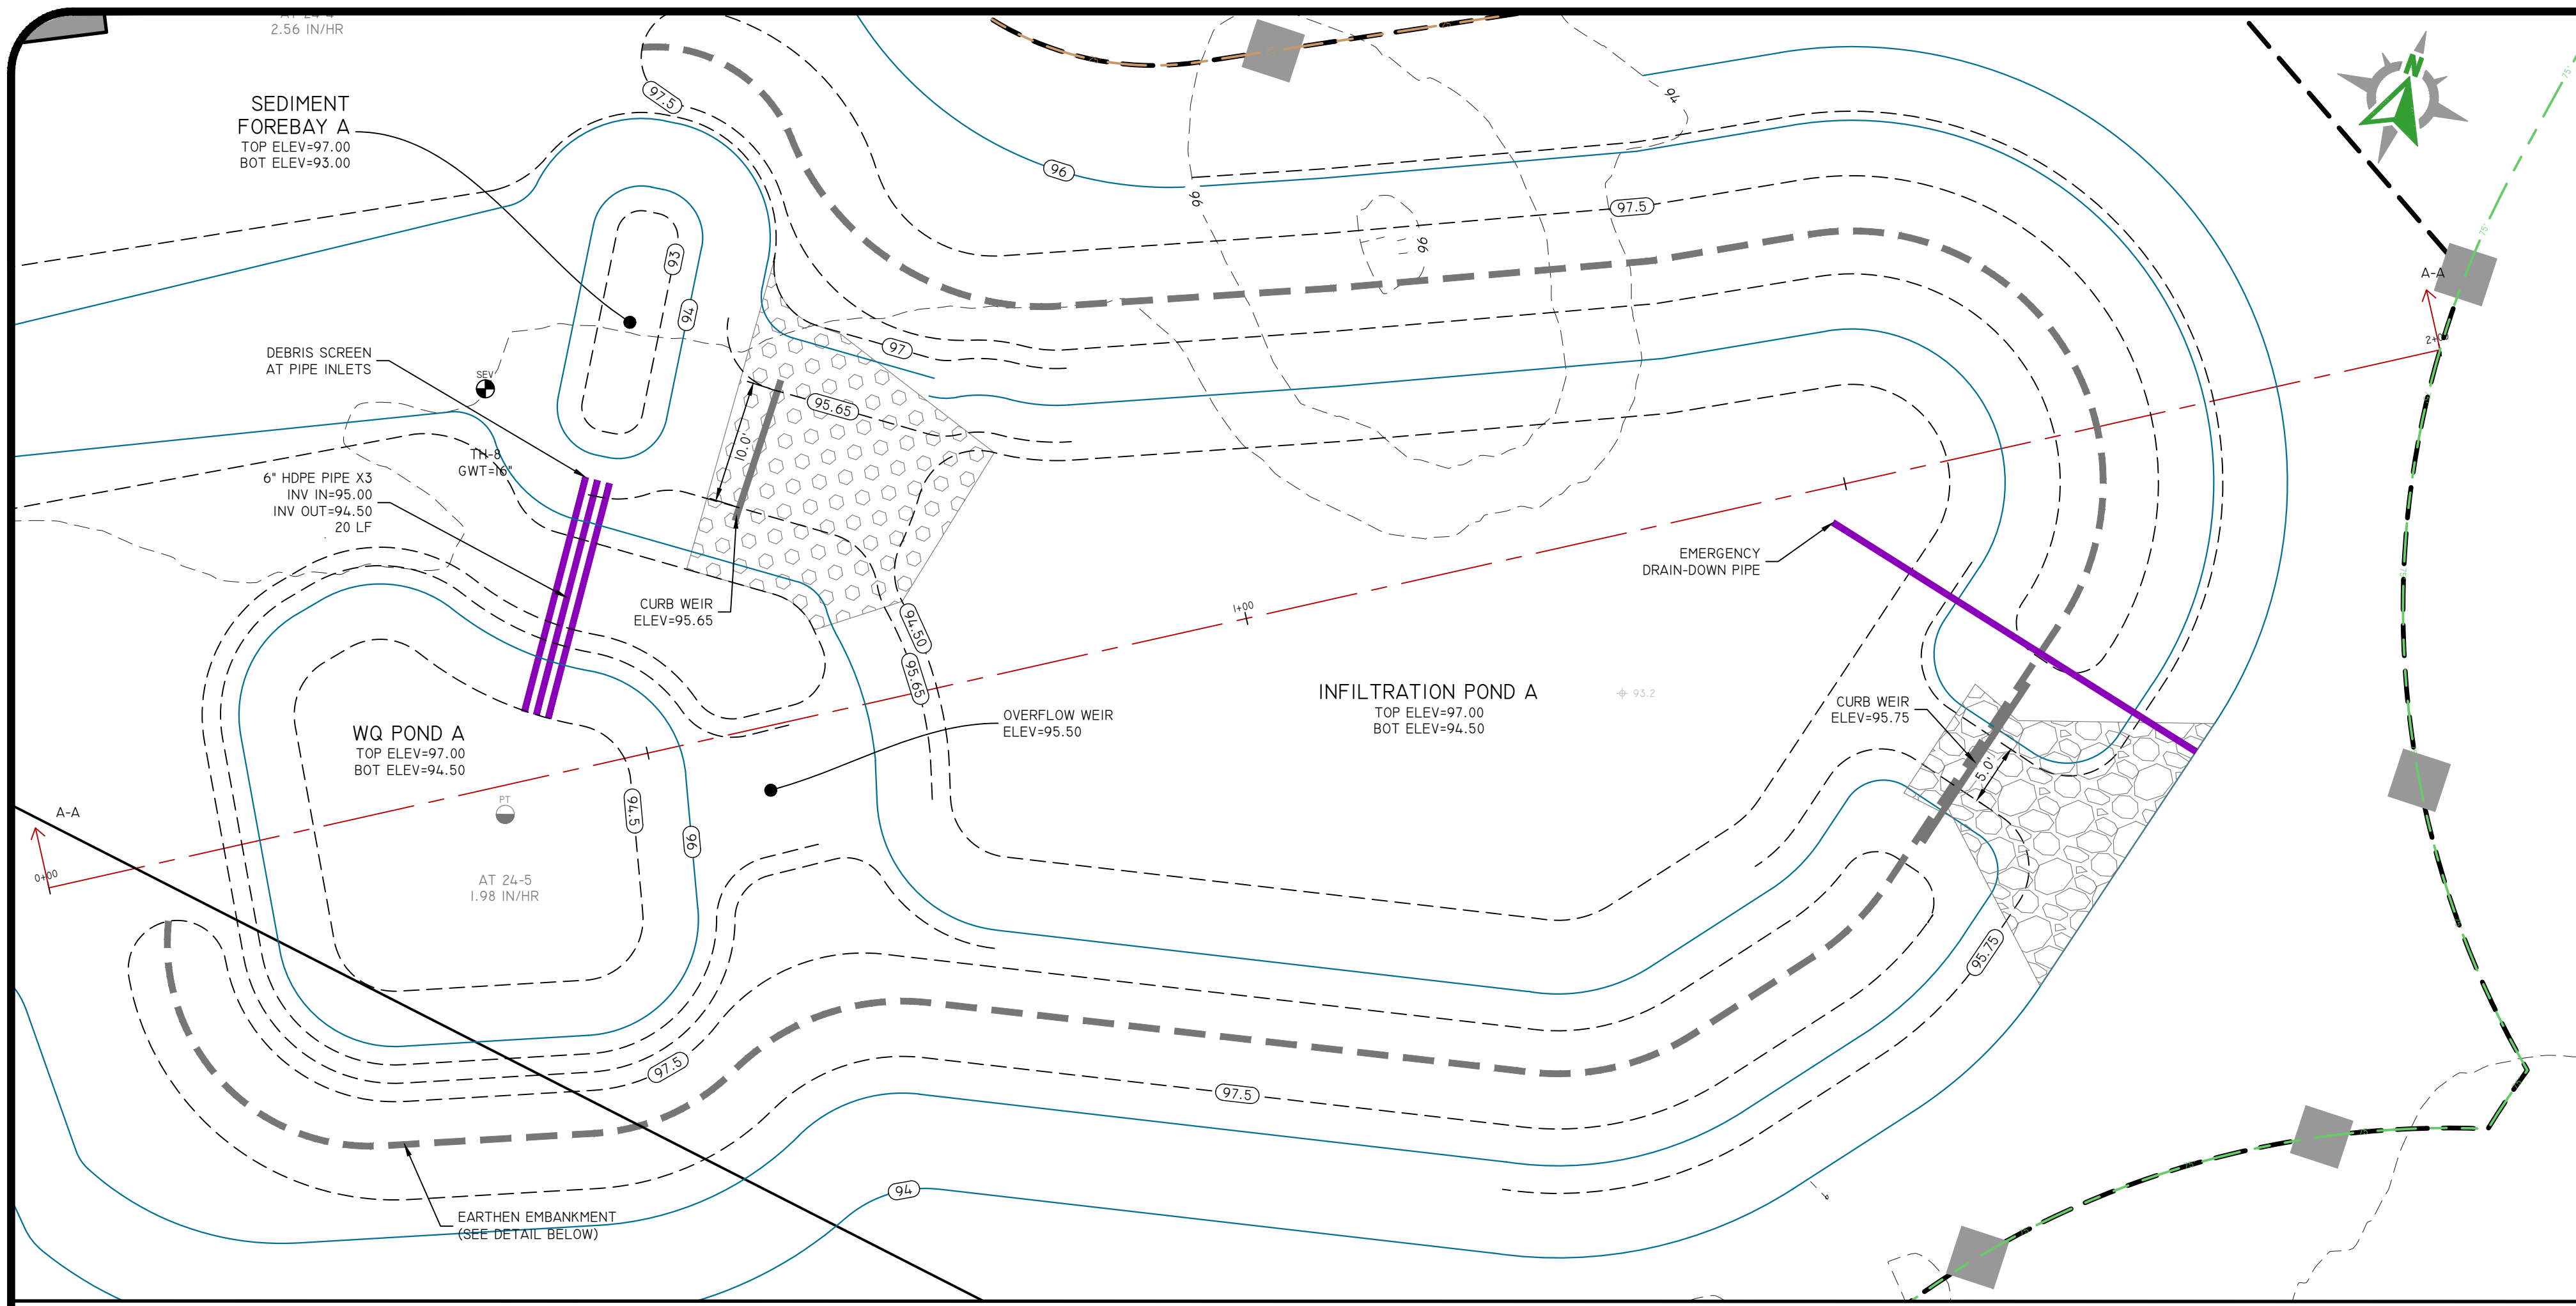 2.56 IN/HR
SEDIMENT
FOREBAY A
TOP ELEV=97.00
BOT ELEV=93.00
97.5
96
94
96
96
97.5
N
75'
75'
A-A
2+00
93
94
97
95.65
10.0'
DEBRIS SCREEN
AT PIPE INLETS
SEV
TH-8
GWT=16"
6" HDPE PIPE X3
INV IN=95.00
INV OUT=94.50
20 LF
CURB WEIR
ELEV=95.65
94.50
95.65
1+00
EMERGENCY
DRAIN-DOWN PIPE
INFILTRATION POND A
TOP ELEV=97.00
BOT ELEV=94.50
93.2
CURB WEIR
ELEV=95.75
5.0'
OVERFLOW WEIR
ELEV=95.50
WQ POND A
TOP ELEV=97.00
BOT ELEV=94.50
PT
94.5
96
A-A
0+00
AT 24-5
1.98 IN/HR
95.75
97.5
97.5
94
EARTHEN EMBANKMENT
(SEE DETAIL BELOW)